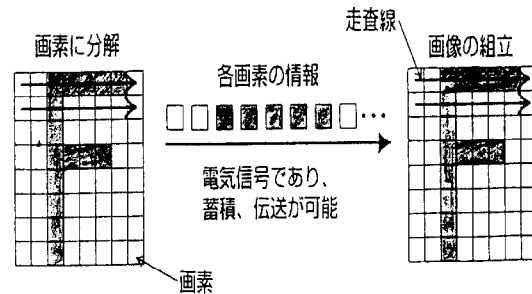 走査線
画素に分解
各画素の情報
画像の組立
…
電気信号であり、
蓄積、伝送が可能
画素